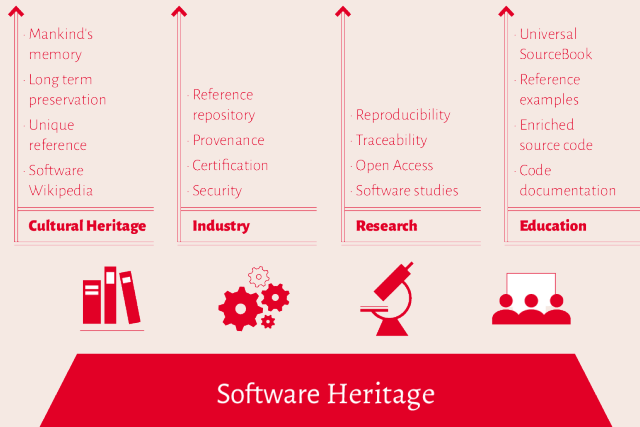 · Mankind's
memory
· Long term
preservation
· Unique
reference
· Software
Wikipedia
Cultural Heritage
· Reference
repository
· Provenance
· Certification
· Security
Industry
· Reproducibility
· Traceability
· Open Access
· Software studies
Research
· Universal
SourceBook
· Reference
examples
· Enriched
source code
· Code
documentation
Education
Software Heritage